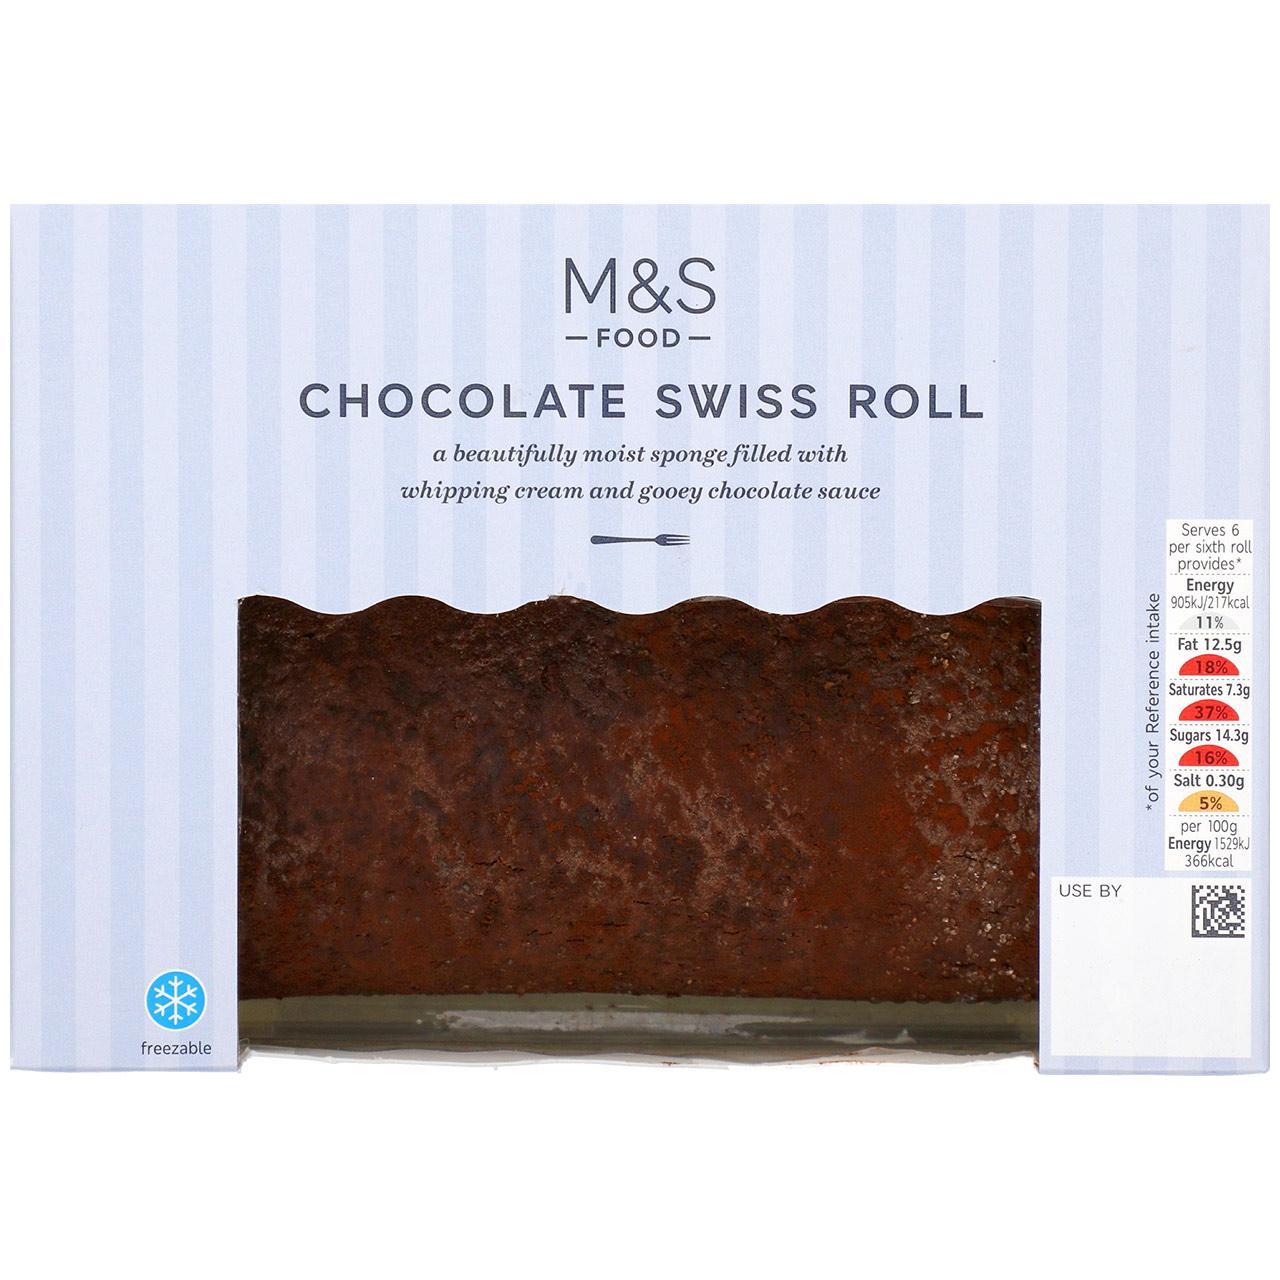 M&S
FOOD
CHOCOLATE SWISS ROLL
a beautifully moist sponge filled with
whipping cream and gooey chocolate sauce
Serves 6
per sixth roll
provides*
Energy
905kJ/217kcal
11%
Fat 12.5g
18%
Saturates 7.3g
37%
Sugars 14.3g
16%
Salt 0.30g
5%
per 100g
Energy 1529kJ
366kcal
*of your Reference intake
USE BY
freezable